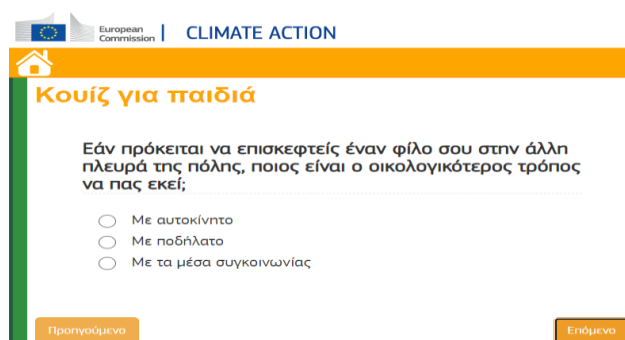 European
Commission
CLIMATE ACTION
Κουίζ για παιδιά
Εάν πρόκειται να επισκεφτείς έναν φίλο σου στην άλλη
πλευρά της πόλης, ποιος είναι ο οικολογικότερος τρόπος
να πας εκεί;
Με αυτοκίνητο
Με ποδήλατο
Με τα μέσα συγκοινωνίας
Προηγούμενο
Επόμενο